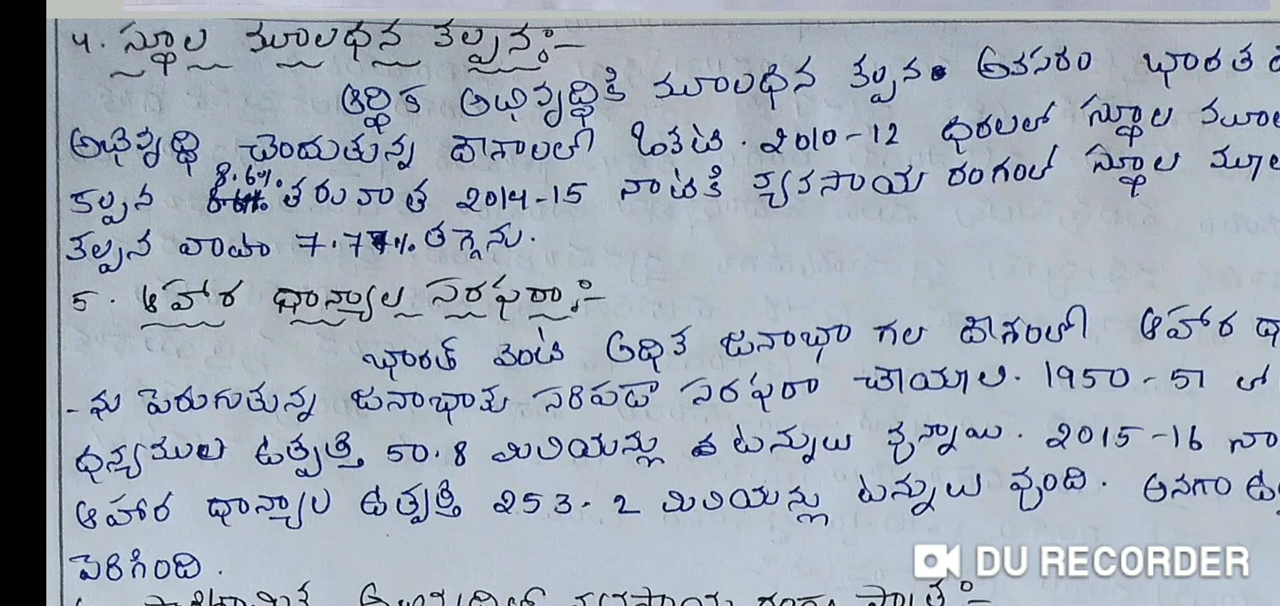 4. స్థూల మూలధన కల్పన :-
ఆర్థిక అభివృద్ధికి మూలధన కల్పన అవసరం భారత
అభివృద్ధి చెందుతున్న దేశాలలో ఒకటి. 2010-12 ధరలలో స్థూల మూల
కల్పన 8.6%. తరువాత 2014-15 నాటికి వ్యవసాయ రంగంలో స్థూల మూల
కల్పన వాటా 7.7% తగ్గెను.
5. ఆహార ధాన్యాల సరఫరా :-
భారత్ వంటి అధిక జనాభా గల దేశంలో ఆహార ధా
-ను పెరుగుతున్న జనాభాకు సరిపడా సరఫరా చేయాలి. 1950-51 లో
ధన్యముల ఉత్పత్తి 50.8 మిలియన్ల టన్నులు వున్నాయి. 2015-16 నా
ఆహార ధాన్యాల ఉత్పత్తి 253.2 మిలియన్ల టన్నులు వుంది. అనగా ఉ
పెరిగింది.
DU RECORDER